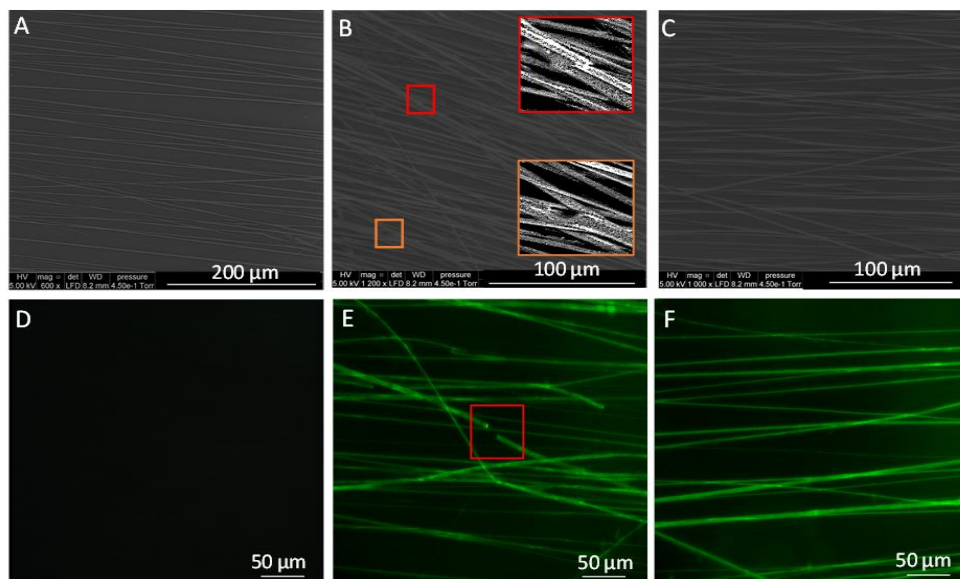 A
B
C
HV mag ○ det WD pressure
5.00 kV 600 x LFD 8.2 mm 4.50e-1 Torr
200 µm
HV mag ○ det WD pressure
5.00 kV 1 200 x LFD 8.2 mm 4.50e-1 Torr
100 µm
HV mag ○ det WD pressure
5.00 kV 1 000 x LFD 8.2 mm 4.50e-1 Torr
100 µm
D
E
F
50 µm
50 µm
50 µm